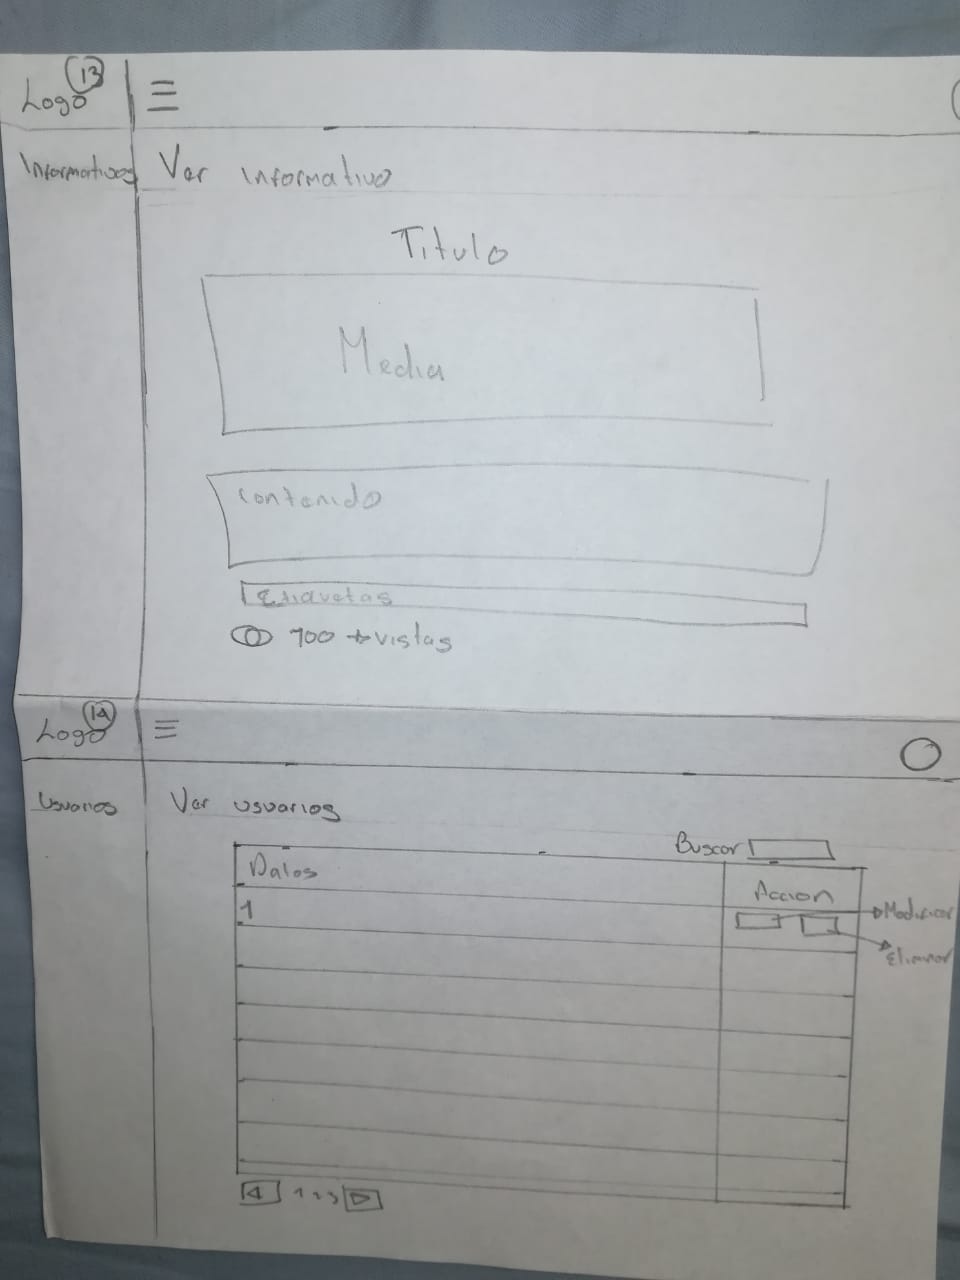 Logo 13
Informativos
Ver informativo
Titulo
Media
Contenido
Etiquetas
700 + vistas
Logo 14
Usuarios
Ver usuarios
Buscar
Datos
Accion
1
Modificar
Eliminar
1 2 3